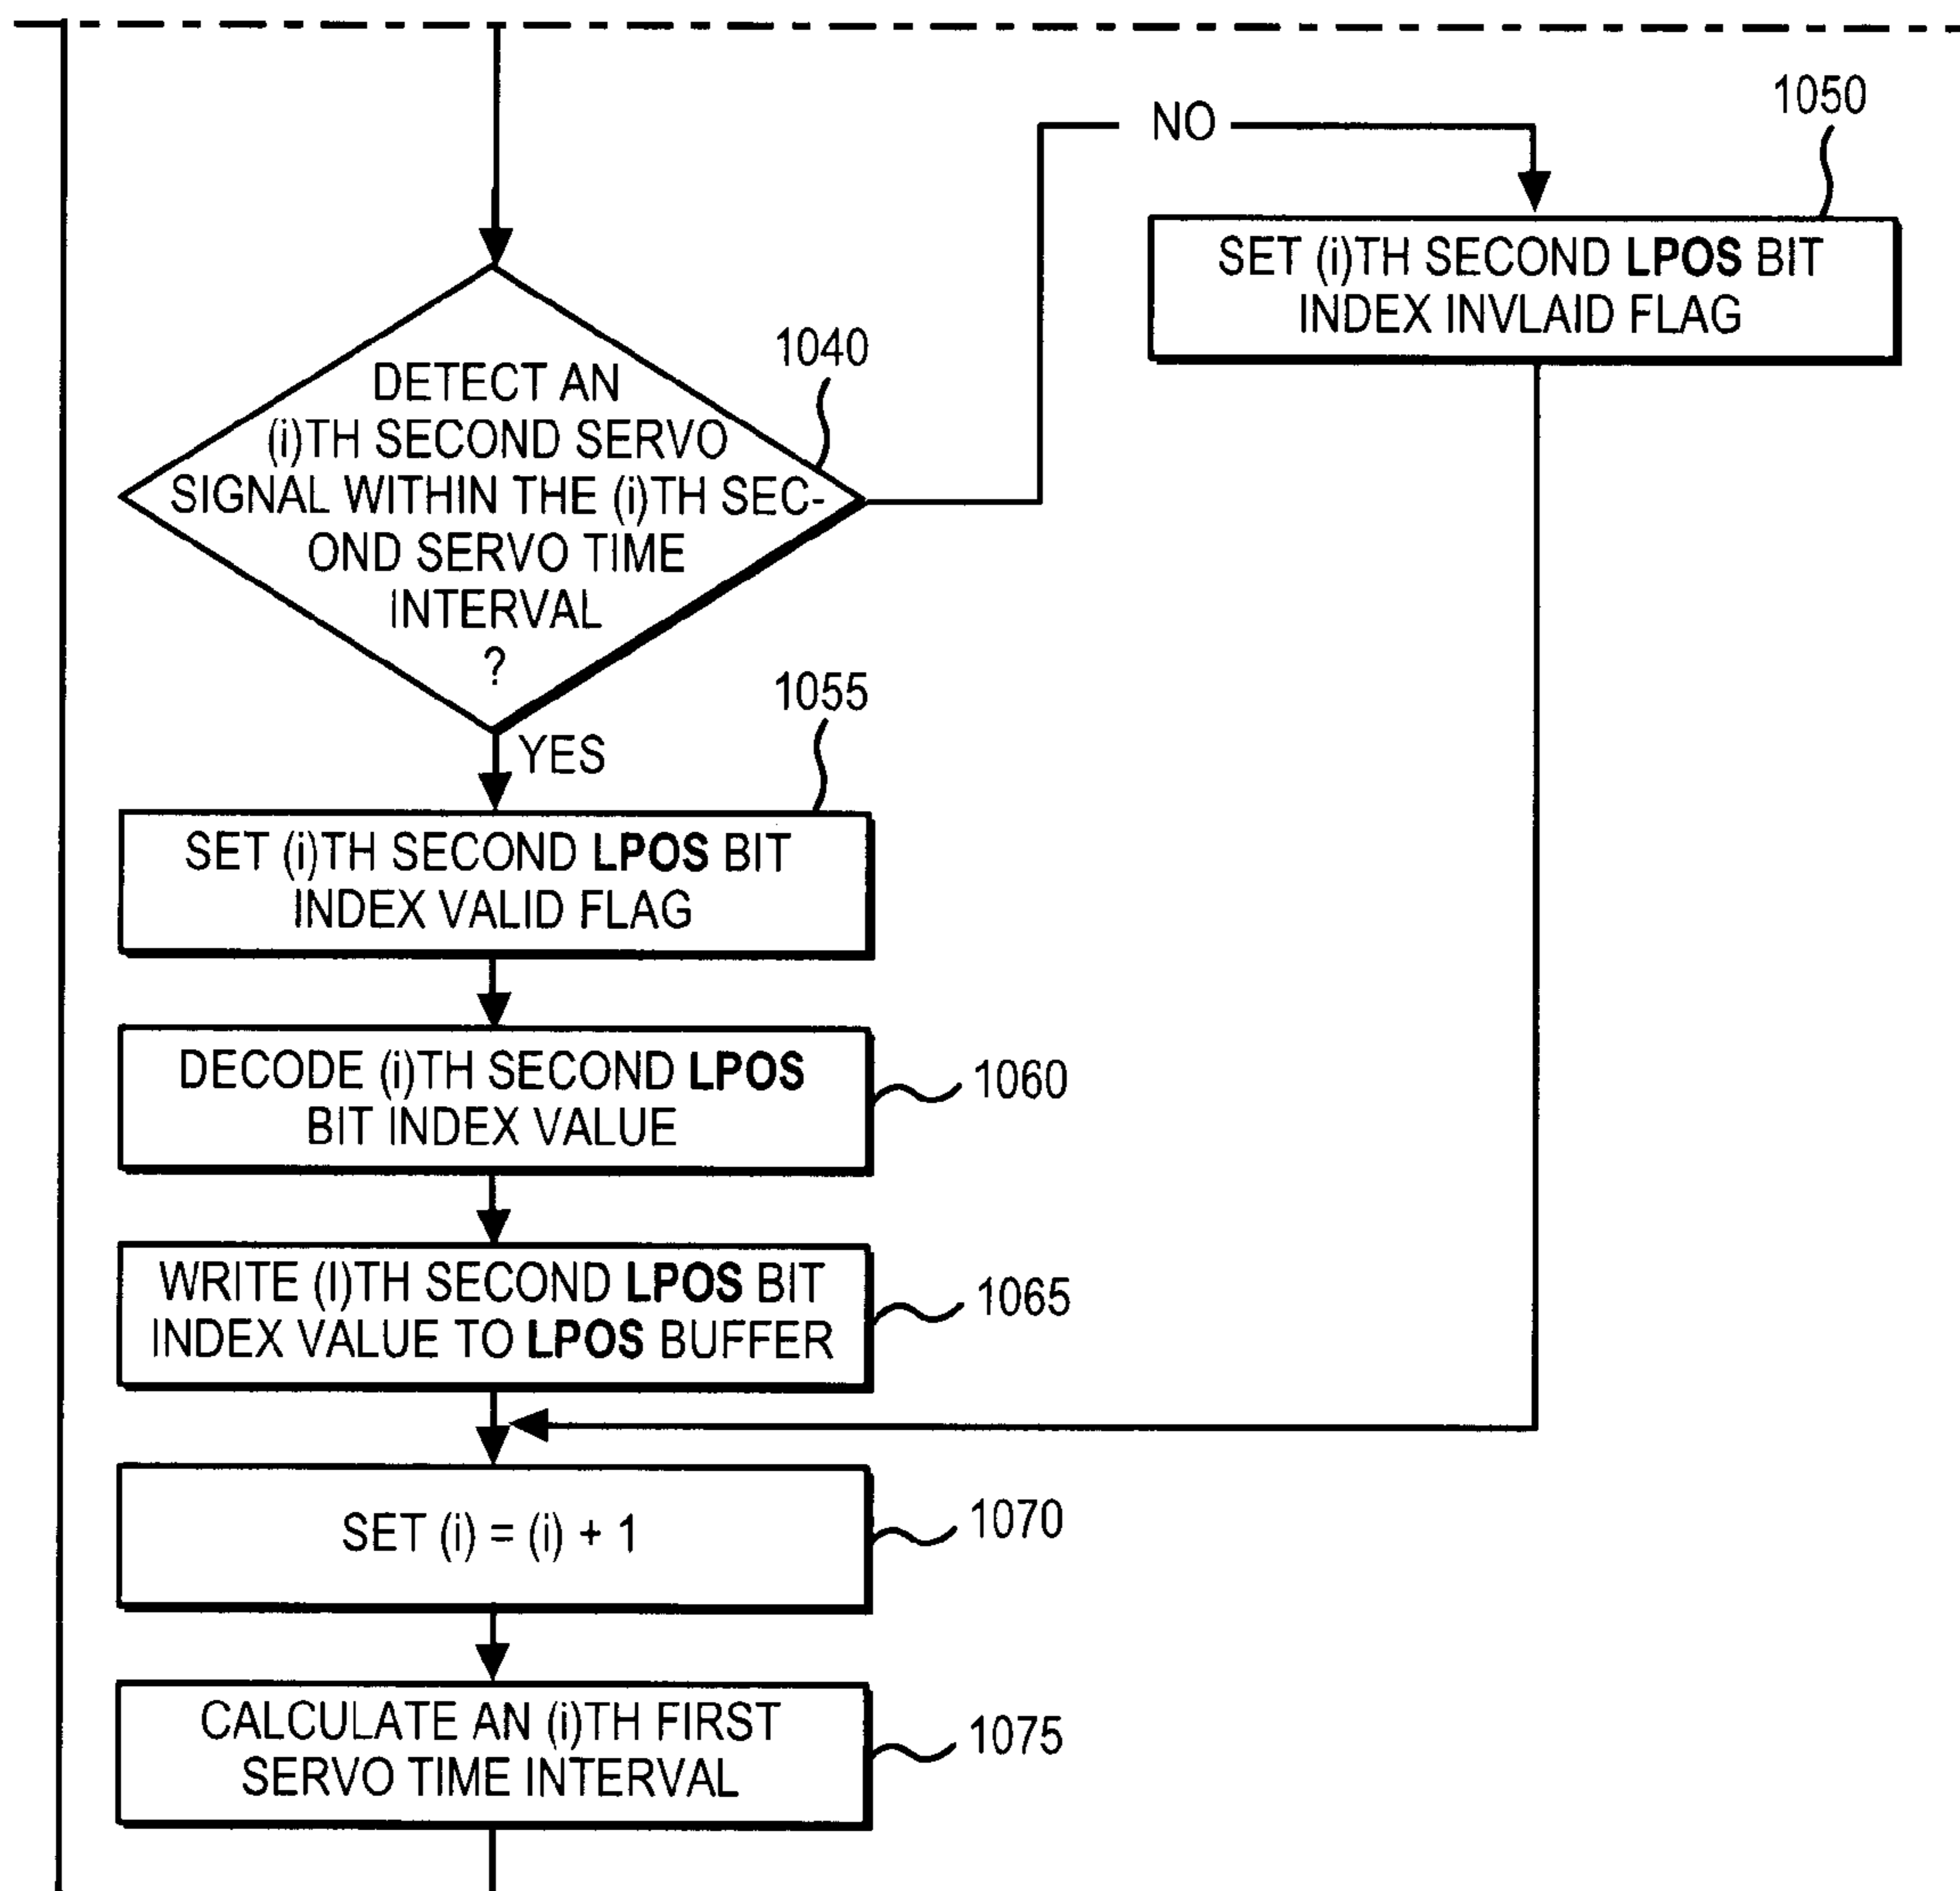 NO
1050
SET (i)TH SECOND LPOS BIT
INDEX INVLAID FLAG
1040
DETECT AN
(i)TH SECOND SERVO
SIGNAL WITHIN THE (i)TH SEC-
OND SERVO TIME
INTERVAL
?
YES
1055
SET (i)TH SECOND LPOS BIT
INDEX VALID FLAG
DECODE (i)TH SECOND LPOS
BIT INDEX VALUE
1060
WRITE (I)TH SECOND LPOS BIT
INDEX VALUE TO LPOS BUFFER
1065
SET (i) = (i) + 1
1070
CALCULATE AN (i)TH FIRST
SERVO TIME INTERVAL
1075